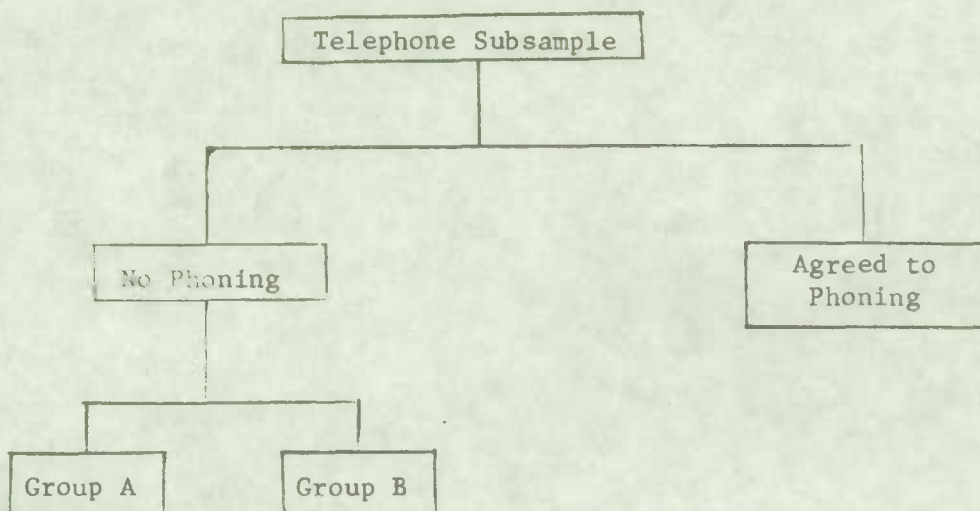 Telephone Subsample
No Phoning
Agreed to
Phoning
Group A
Group B